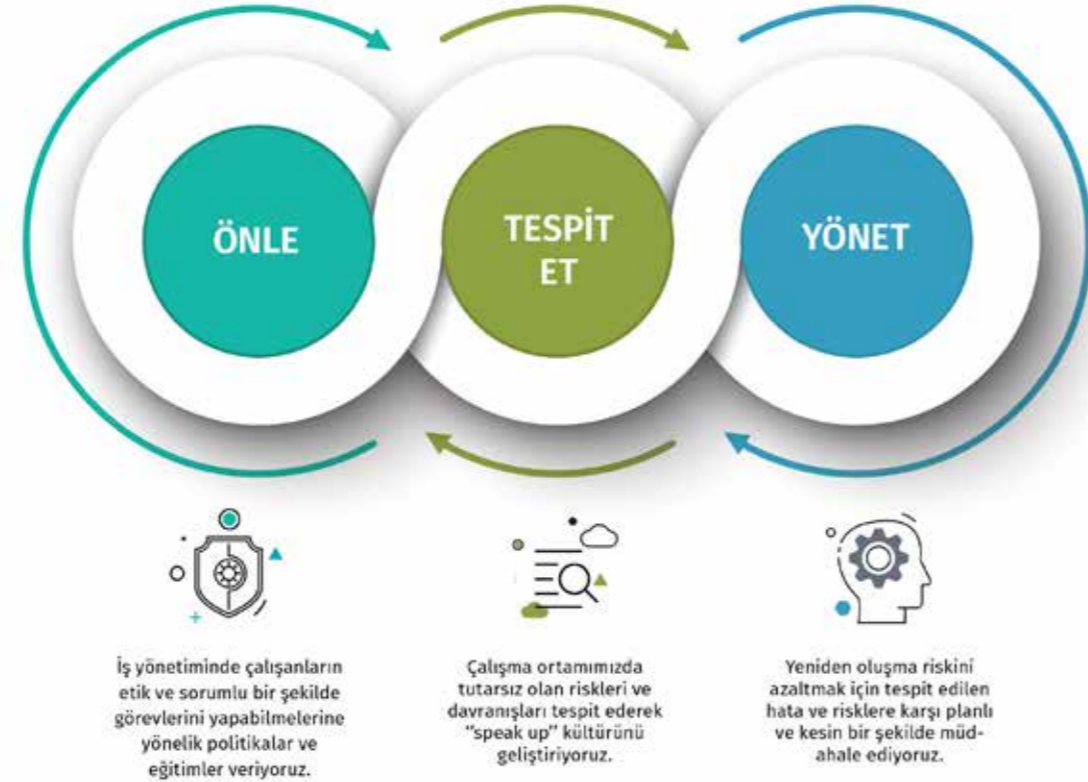 ÖNLE
TESPİT
ET
YÖNET
İş yönetiminde çalışanların
etik ve sorumlu bir şekilde
görevlerini yapabilmelerine
yönelik politikalar ve
eğitimler veriyoruz.
Çalışma ortamımızda
tutarsız olan riskleri ve
davranışları tespit ederek
"speak up" kültürünü
geliştiriyoruz.
Yeniden oluşma riskini
azaltmak için tespit edilen
hata ve risklere karşı planlı
ve kesin bir şekilde müd-
ahale ediyoruz.